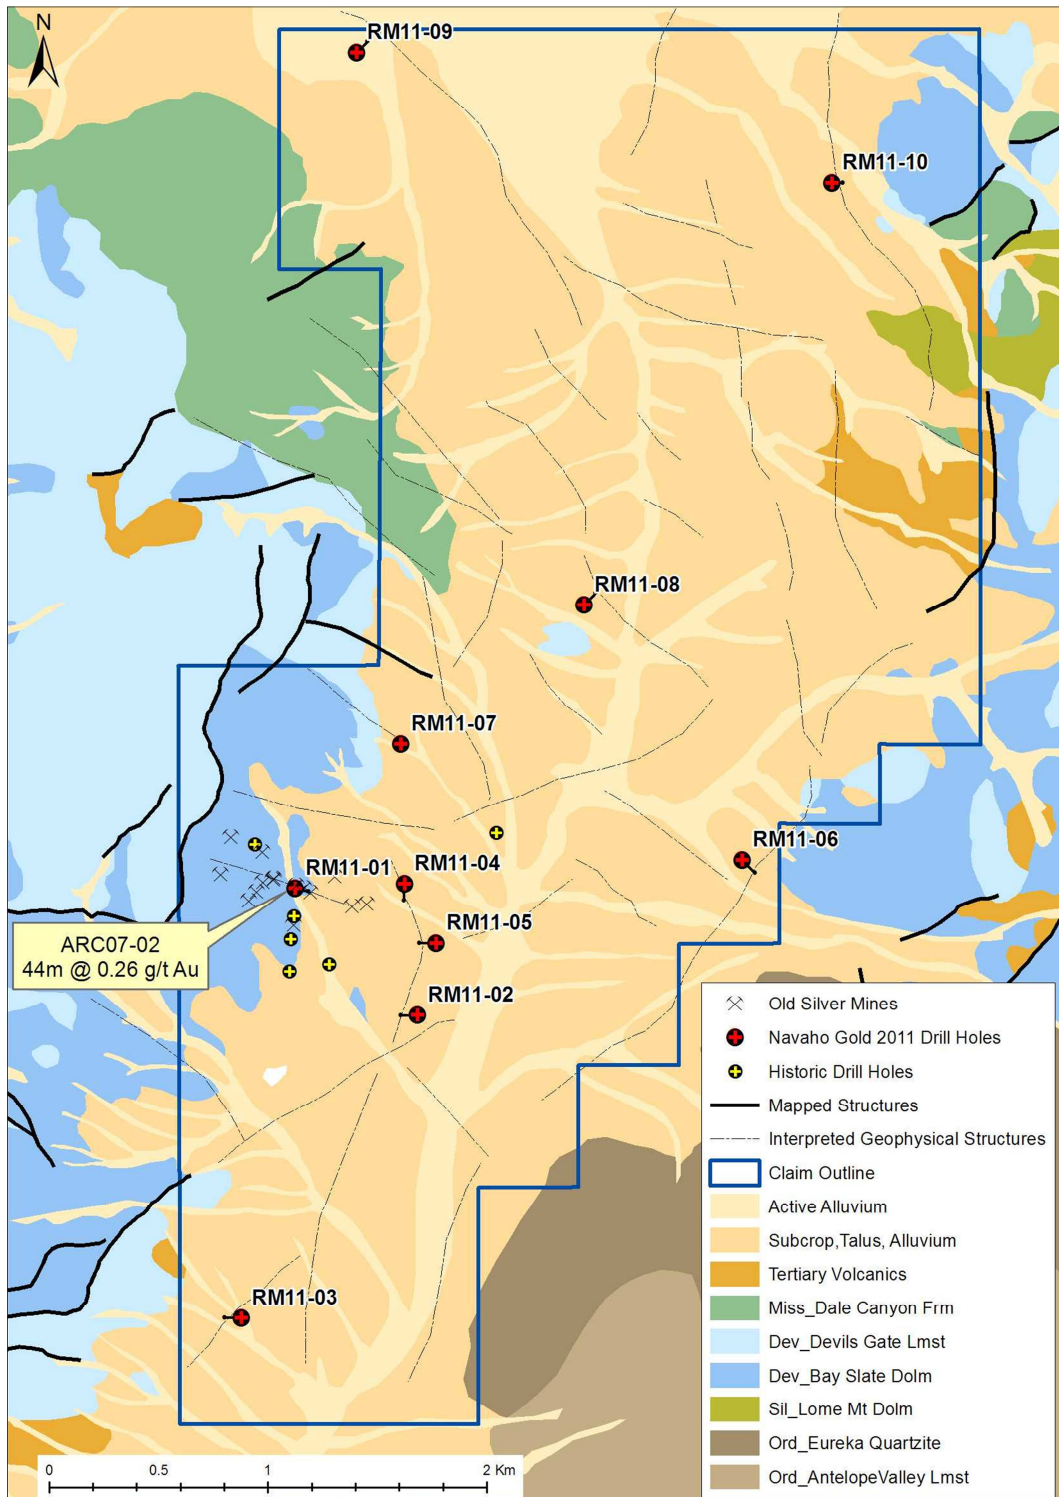 N
RM11-09
RM11-10
RM11-08
RM11-07
RM11-06
RM11-01
RM11-04
RM11-05
ARC07-02
44m @ 0.26 g/t Au
RM11-02
RM11-03
Old Silver Mines
Navaho Gold 2011 Drill Holes
Historic Drill Holes
Mapped Structures
Interpreted Geophysical Structures
Claim Outline
Active Alluvium
Subcrop,Talus, Alluvium
Tertiary Volcanics
Miss_Dale Canyon Frm
Dev_Devils Gate Lmst
Dev_Bay Slate Dolm
Sil_Lome Mt Dolm
Ord_Eureka Quartzite
Ord_AntelopeValley Lmst
0 0.5 1 2 Km